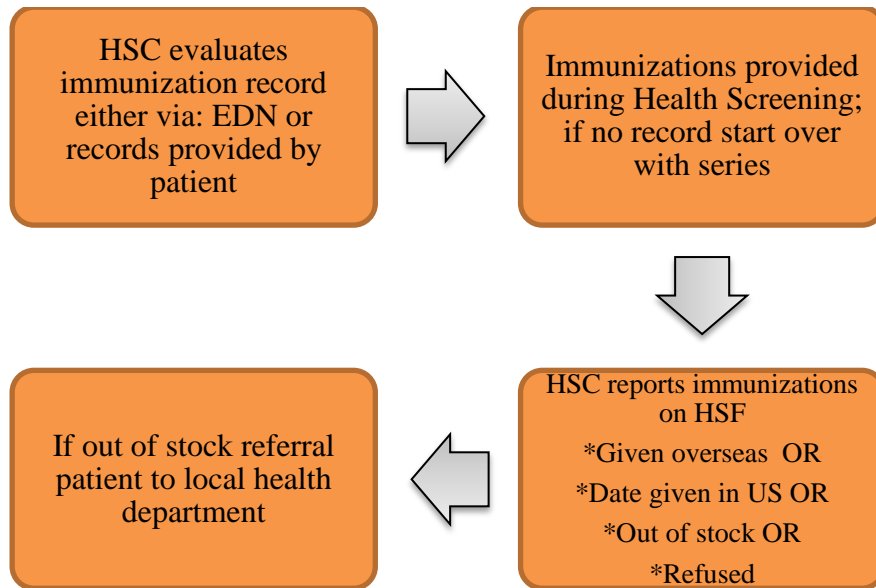 HSC evaluates
immunization record
either via: EDN or
records provided by
patient
Immunizations provided
during Health Screening;
if no record start over
with series
HSC reports immunizations
on HSF
*Given overseas OR
*Date given in US OR
*Out of stock OR
*Refused
If out of stock referral
patient to local health
department